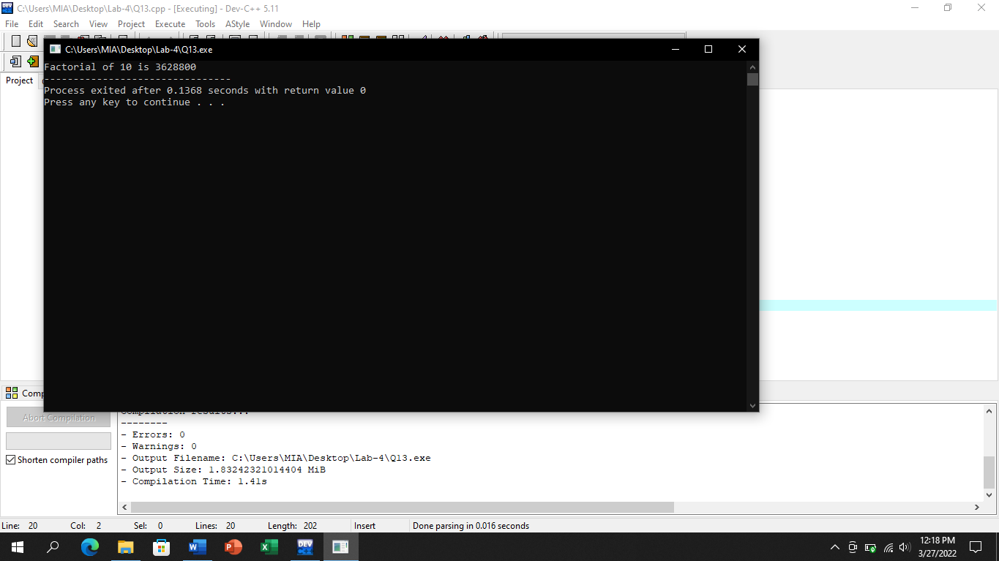 C:\Users\MIA\Desktop\Lab-4\Q13.cpp - [Executing] - Dev-C++ 5.11
File Edit Search View Project Execute Tools AStyle Window Help
C:\Users\MIA\Desktop\Lab-4\Q13.exe
Project
Factorial of 10 is 3628800
--------------------------------
Process exited after 0.1368 seconds with return value 0
Press any key to continue . . .
Comp
Abort Compilation
Shorten compiler paths
Compilation results...
--------
- Errors: 0
- Warnings: 0
- Output Filename: C:\Users\MIA\Desktop\Lab-4\Q13.exe
- Output Size: 1.83242321014404 MiB
- Compilation Time: 1.41s
Line: 20 Col: 2 Sel: 0 Lines: 20 Length: 202 Insert Done parsing in 0.016 seconds
DEV C++
12:18 PM
3/27/2022